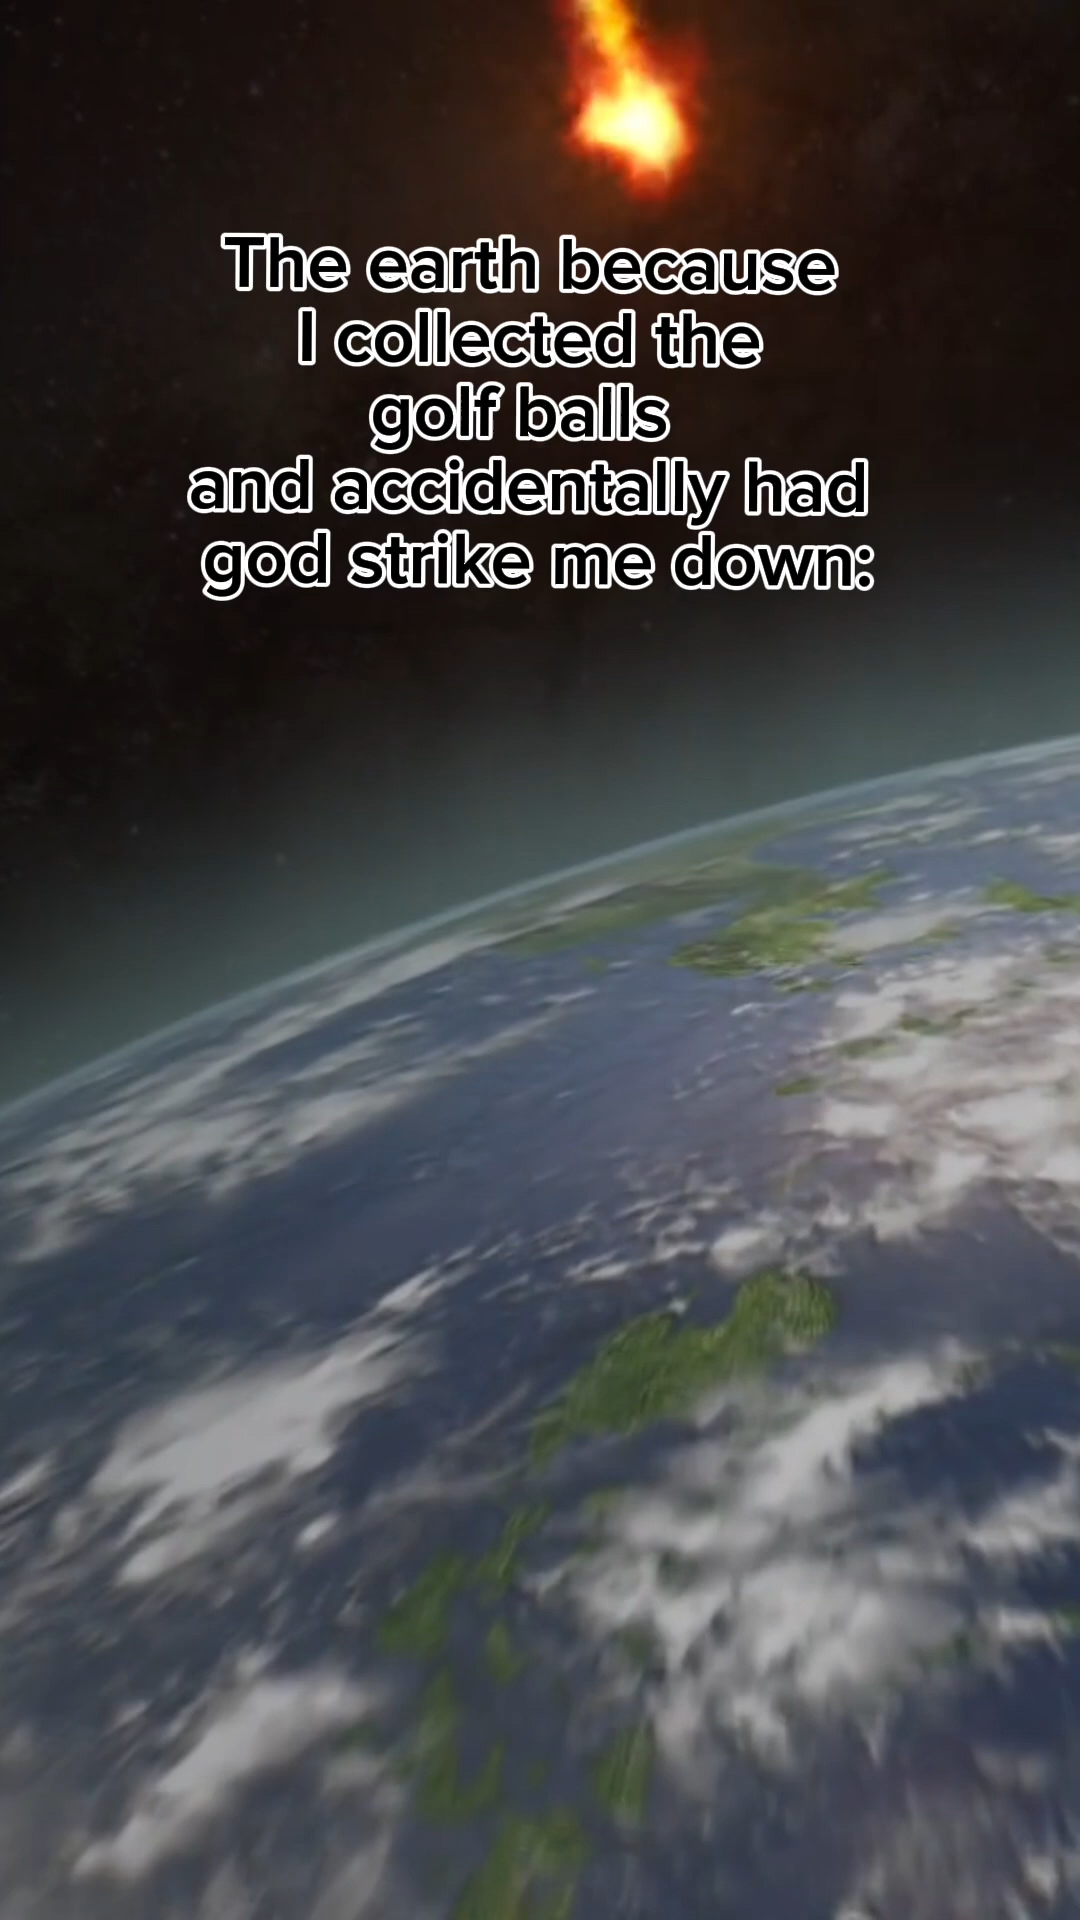 The earth because
I collected the
golf balls
and accidentally had
god strike me down: